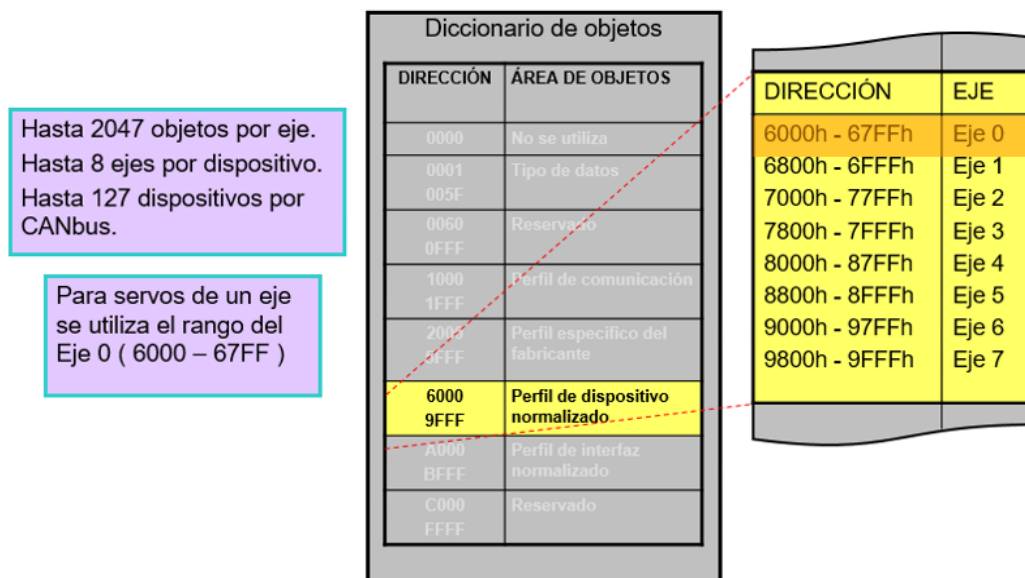 Hasta 2047 objetos por eje.
Hasta 8 ejes por dispositivo.
Hasta 127 dispositivos por
CANbus.
Para servos de un eje
se utiliza el rango del
Eje 0 ( 6000 – 67FF )
Diccionario de objetos
DIRECCIÓN ÁREA DE OBJETOS
0000 No se utiliza
0001 Tipo de datos
005F
0060 Reservado
0FFF
1000 Perfil de comunicación
1FFF
2000 Perfil específico del
5FFF fabricante
6000 Perfil de dispositivo
9FFF normalizado
A000 Perfil de interfaz
BFFF normalizado
C000 Reservado
FFFF
DIRECCIÓN EJE
6000h - 67FFh Eje 0
6800h - 6FFFh Eje 1
7000h - 77FFh Eje 2
7800h - 7FFFh Eje 3
8000h - 87FFh Eje 4
8800h - 8FFFh Eje 5
9000h - 97FFh Eje 6
9800h - 9FFFh Eje 7